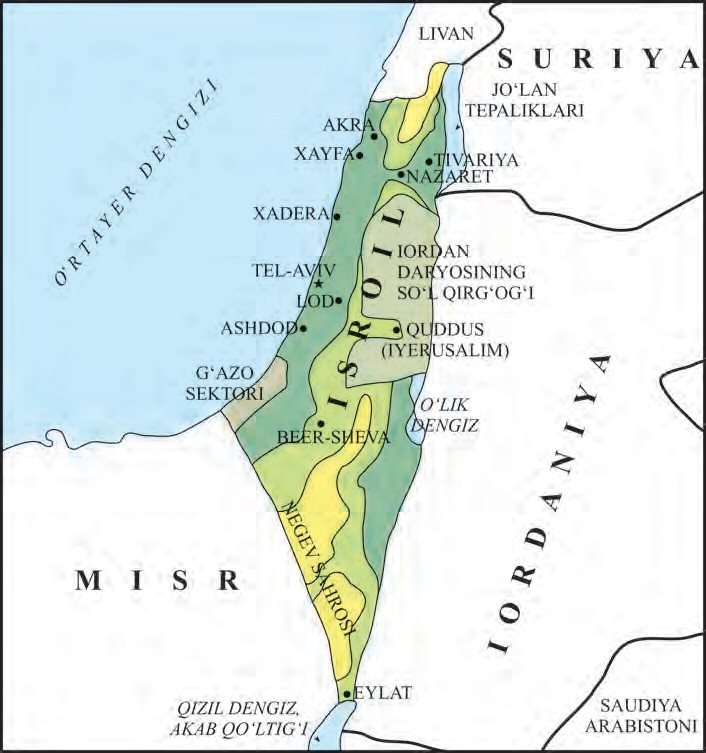 LIVAN
SURIYA
JO‘LAN
TEPALIKLARI
O‘RTAYER DENGIZI
AKRA
XAYFA
TIVARIYA
NAZARET
XADERA
ISROIL
IORDAN
DARYOSINING
SO‘L QIRG‘OG‘I
TEL-AVIV
LOD
ASHDOD
QUDDUS
(IYERUSALIM)
G‘AZO
SEKTORI
O‘LIK
DENGIZ
BEER-SHEVA
IORDANIYA
NEGEV SAHROSI
MISR
EYLAT
QIZIL DENGIZ,
AKAB QO‘LTIG‘I
SAUDIYA
ARABISTONI